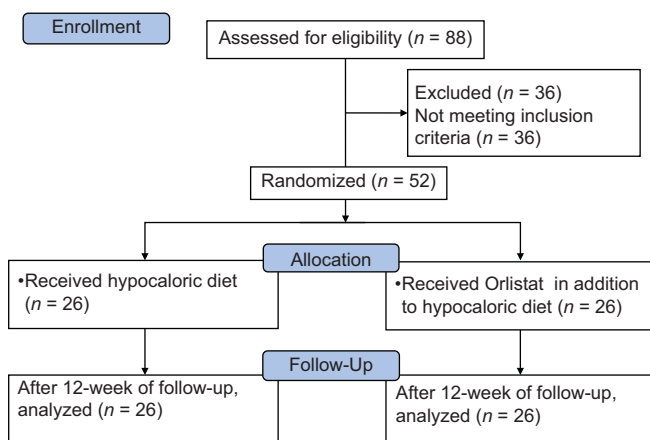 Enrollment
Assessed for eligibility (n = 88)
Excluded (n = 36)
Not meeting inclusion
criteria (n = 36)
Randomized (n = 52)
Allocation
•Received hypocaloric diet
(n = 26)
•Received Orlistat in addition
to hypocaloric diet (n = 26)
Follow-Up
After 12-week of follow-up,
analyzed (n = 26)
After 12-week of follow-up,
analyzed (n = 26)